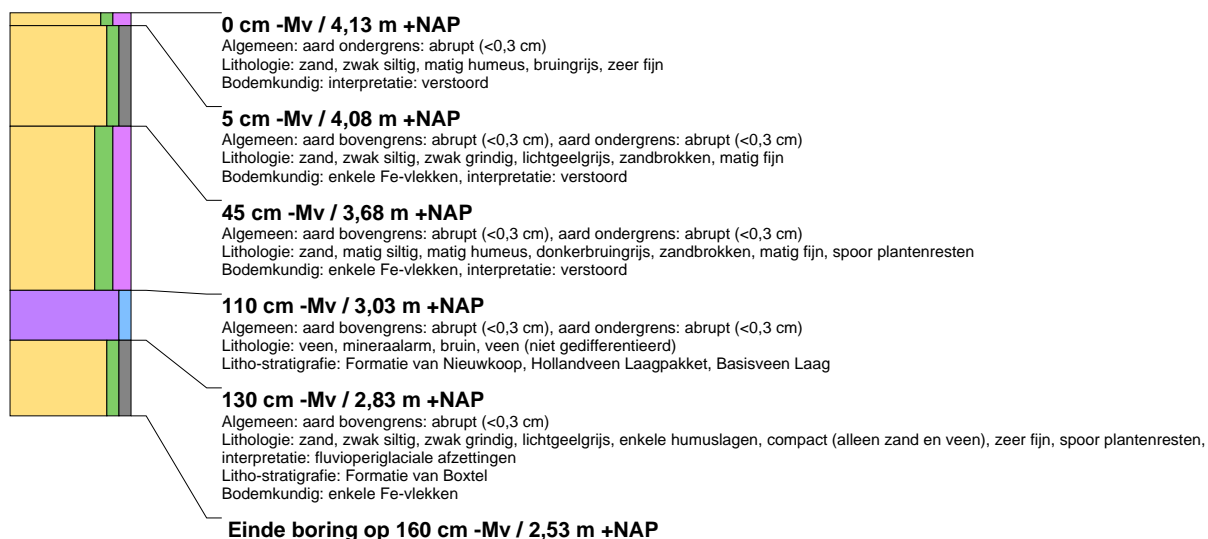 0 cm -Mv / 4,13 m +NAP
Algemeen: aard ondergrens: abrupt (<0,3 cm)
Lithologie: zand, zwak siltig, matig humeus, bruingrijs, zeer fijn
Bodemkundig: interpretatie: verstoord
5 cm -Mv / 4,08 m +NAP
Algemeen: aard bovengrens: abrupt (<0,3 cm), aard ondergrens: abrupt (<0,3 cm)
Lithologie: zand, zwak siltig, zwak grindig, lichtgeelgrijs, zandbrokken, matig fijn
Bodemkundig: enkele Fe-vlekken, interpretatie: verstoord
45 cm -Mv / 3,68 m +NAP
Algemeen: aard bovengrens: abrupt (<0,3 cm), aard ondergrens: abrupt (<0,3 cm)
Lithologie: zand, matig siltig, matig humeus, donkerbruingrijs, zandbrokken, matig fijn, spoor plantenresten
Bodemkundig: enkele Fe-vlekken, interpretatie: verstoord
110 cm -Mv / 3,03 m +NAP
Algemeen: aard bovengrens: abrupt (<0,3 cm), aard ondergrens: abrupt (<0,3 cm)
Lithologie: veen, mineraalarm, bruin, veen (niet gedifferentieerd)
Litho-stratigrafie: Formatie van Nieuwkoop, Hollandveen Laagpakket, Basisveen Laag
130 cm -Mv / 2,83 m +NAP
Algemeen: aard bovengrens: abrupt (<0,3 cm)
Lithologie: zand, zwak siltig, zwak grindig, lichtgeelgrijs, enkele humuslagen, compact (alleen zand en veen), zeer fijn, spoor plantenresten,
interpretatie: fluvioperiglaciale afzettingen
Litho-stratigrafie: Formatie van Boxtel
Bodemkundig: enkele Fe-vlekken
Einde boring op 160 cm -Mv / 2,53 m +NAP